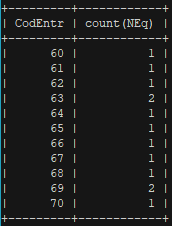 +---------+------------+
| CodEntr | count(NEq) |
+---------+------------+
| 60 | 1 |
| 61 | 1 |
| 62 | 1 |
| 63 | 2 |
| 64 | 1 |
| 65 | 1 |
| 66 | 1 |
| 67 | 1 |
| 68 | 1 |
| 69 | 2 |
| 70 | 1 |
+---------+------------+